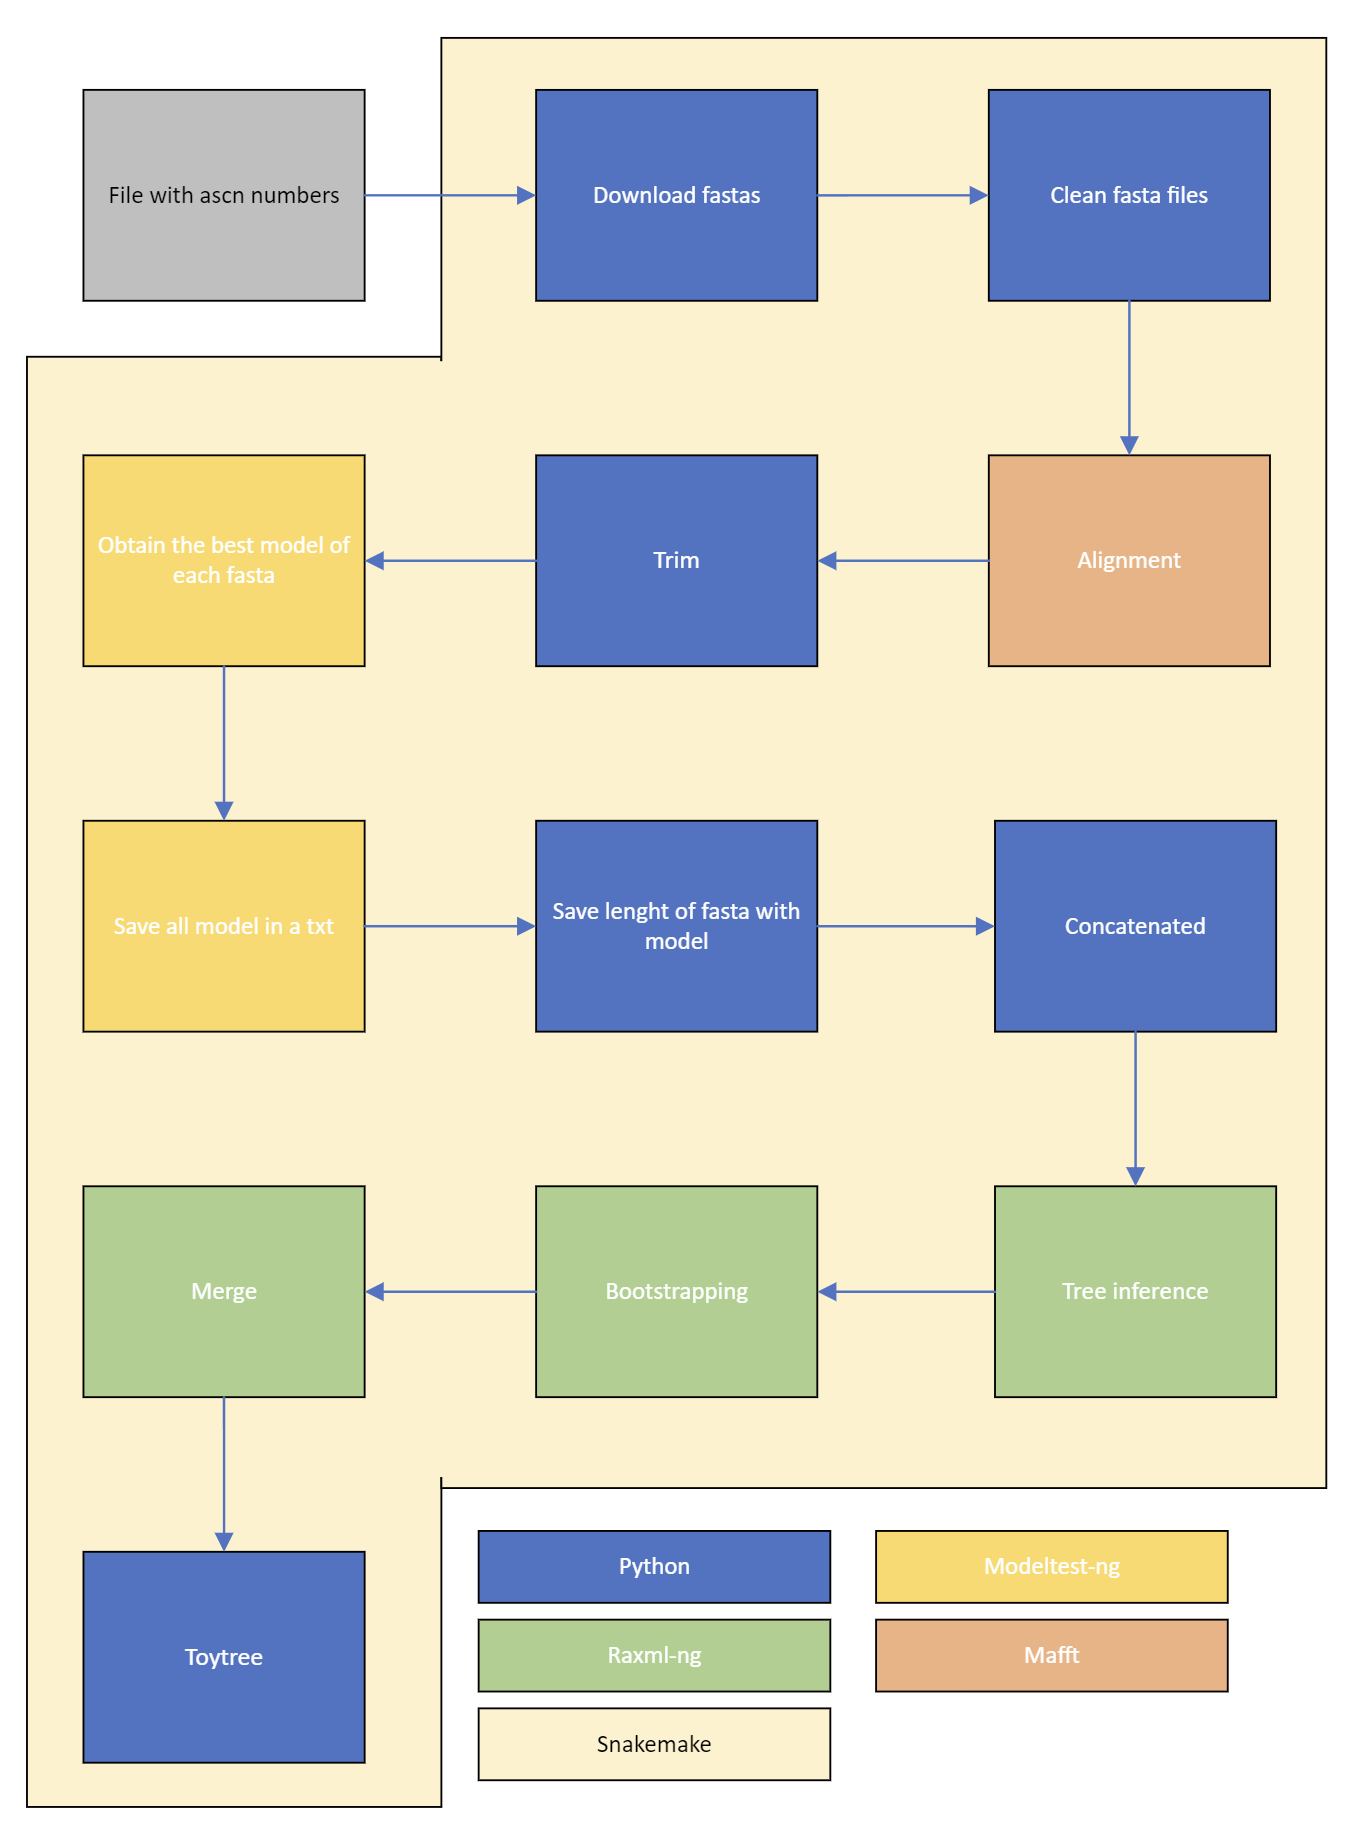 File with ascn numbers
Download fastas
Clean fasta files
Obtain the best model of
each fasta
Trim
Alignment
Save all model in a txt
Save lenght of fasta with
model
Concatenated
Merge
Bootstrapping
Tree inference
Toytree
Python
Modeltest-ng
Raxml-ng
Mafft
Snakemake